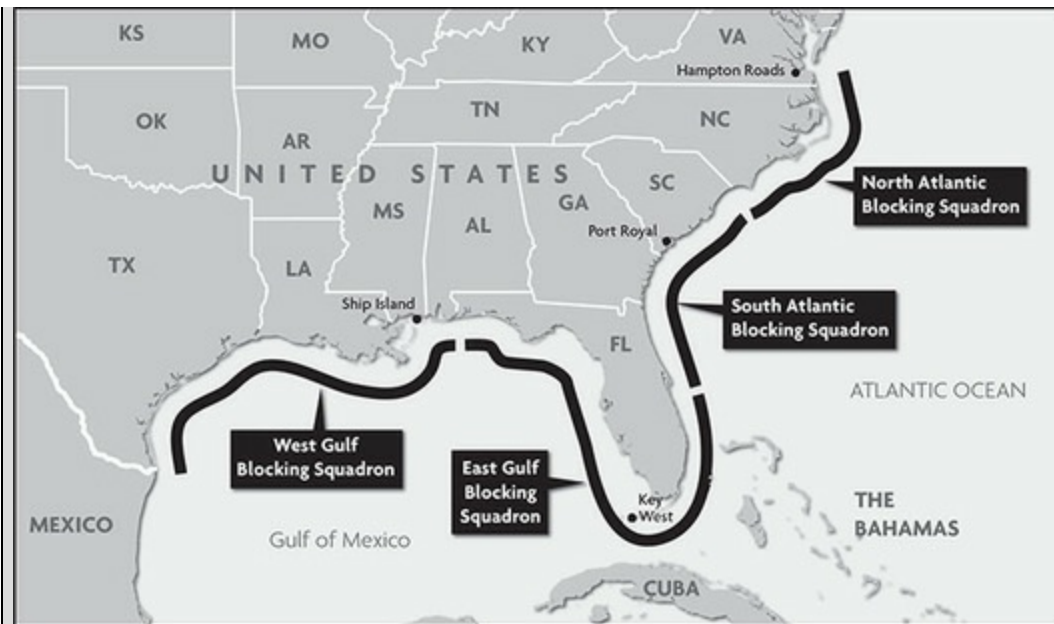 KS
MO
KY
VA
Hampton Roads
OK
AR
TN
NC
UNITED STATES
MS
AL
GA
SC
Port Royal
North Atlantic
Blocking Squadron
TX
LA
Ship Island
FL
South Atlantic
Blocking Squadron
ATLANTIC OCEAN
West Gulf
Blocking Squadron
East Gulf
Blocking
Squadron
Key
West
THE
BAHAMAS
MEXICO
Gulf of Mexico
CUBA